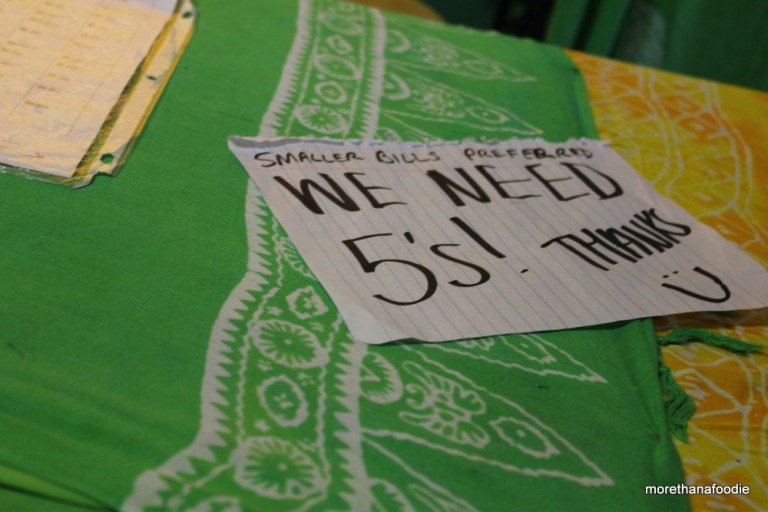 SMALLER BILLS PREFERRED
WE NEED
5's! THANKS
morethanafoodie